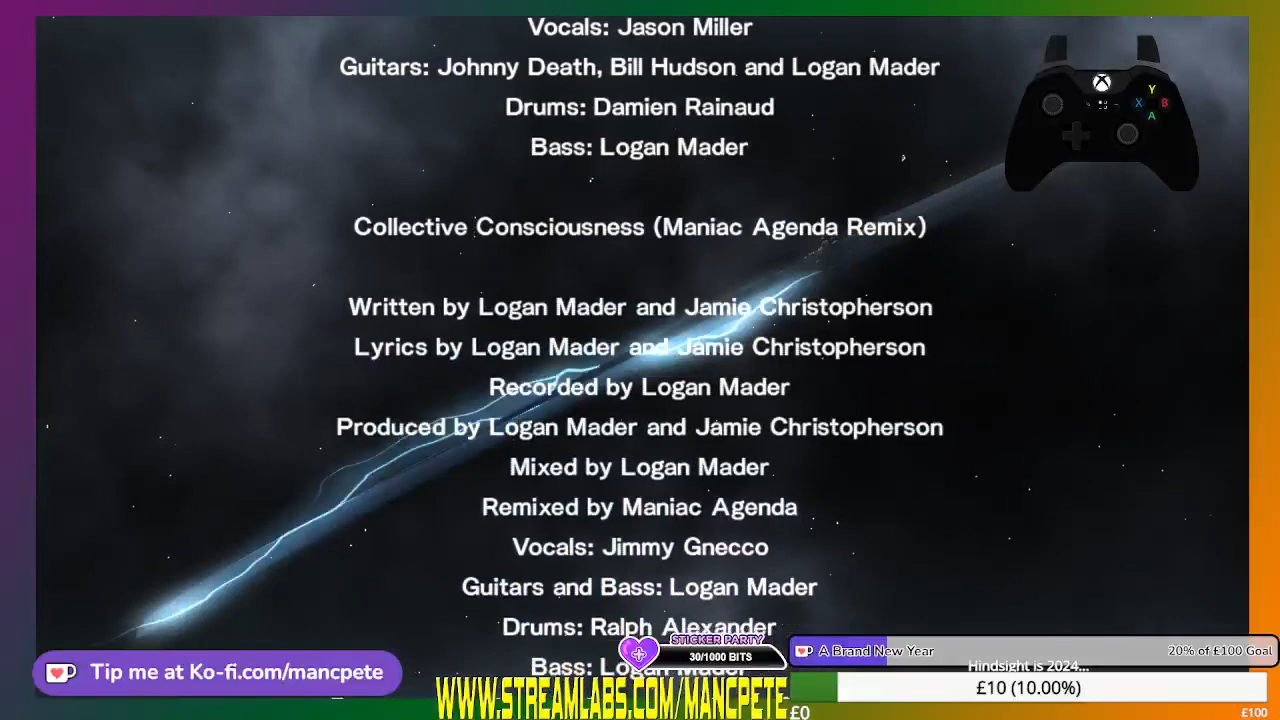 Vocals: Jason Miller
Guitars: Johnny Death, Bill Hudson and Logan Mader
Drums: Damien Rainaud
Bass: Logan Mader
Y
X
B
A
Collective Consciousness (Maniac Agenda Remix)
Written by Logan Mader and Jamie Christopherson
Lyrics by Logan Mader and Jamie Christopherson
Recorded by Logan Mader
Produced by Logan Mader and Jamie Christopherson
Mixed by Logan Mader
Remixed by Maniac Agenda
Vocals: Jimmy Gnecco
Guitars and Bass: Logan Mader
Drums: Ralph Alexander
Bass: Logan Mader
STICKER PARTY
30/1000 BITS
A Brand New Year
20% of £100 Goal
Hindsight is 2024...
Tip me at Ko-fi.com/mancpete
£10 (10.00%)
WWW.STREAMLABS.COM/MANCPETE
£0
£100